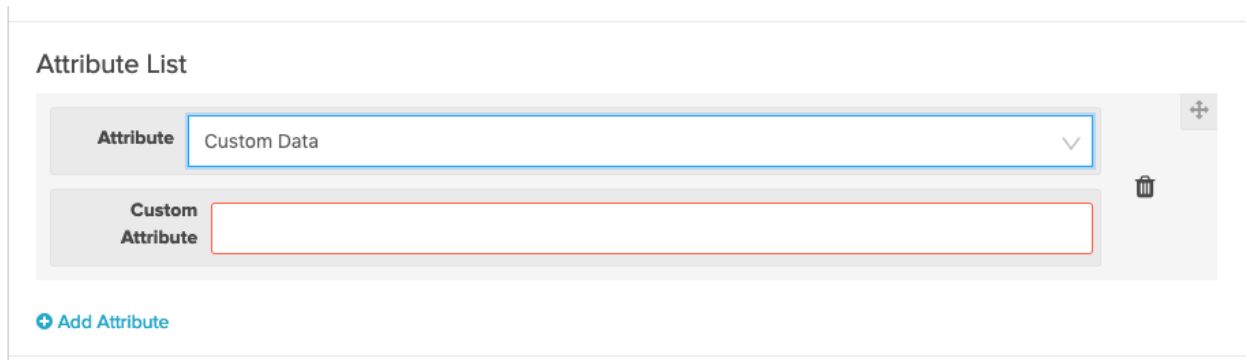 Attribute List
Attribute
Custom Data
Custom
Attribute
Add Attribute